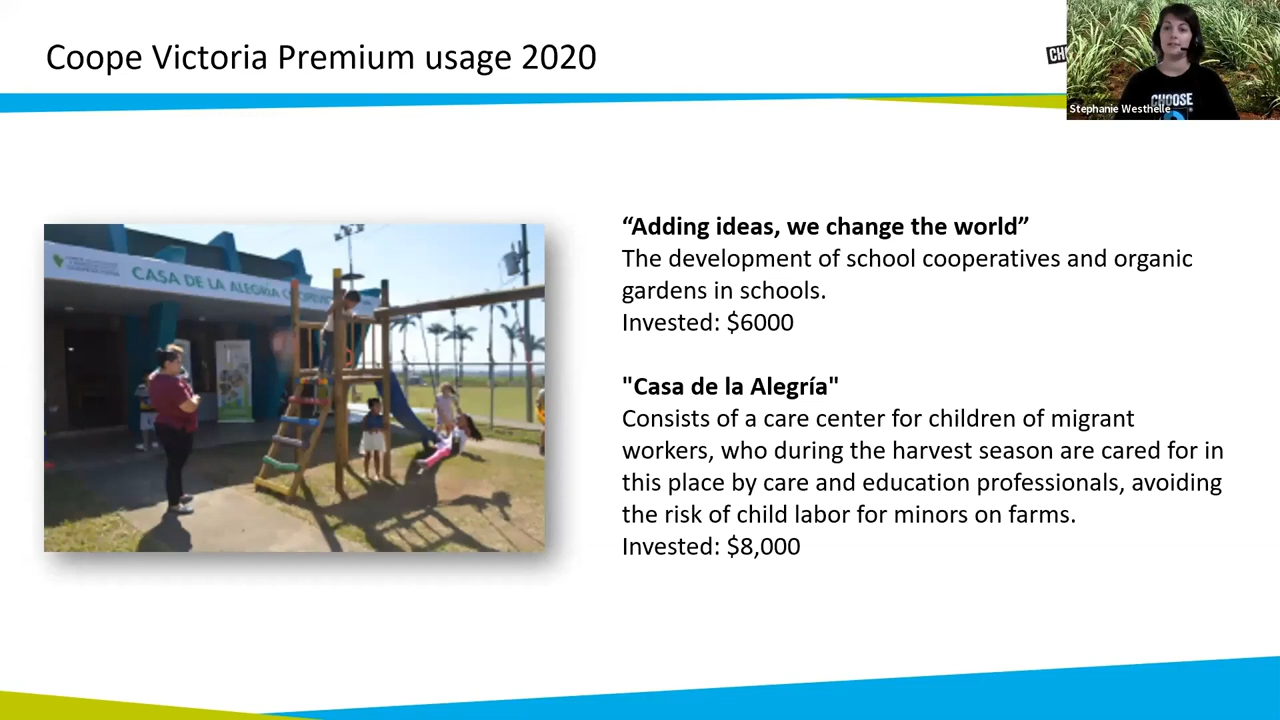 Coope Victoria Premium usage 2020
CHOOSE
Stephanie Westhelle
CASA DE LA ALEGRÍA
“Adding ideas, we change the world”
The development of school cooperatives and organic
gardens in schools.
Invested: $6000
"Casa de la Alegría"
Consists of a care center for children of migrant
workers, who during the harvest season are cared for in
this place by care and education professionals, avoiding
the risk of child labor for minors on farms.
Invested: $8,000